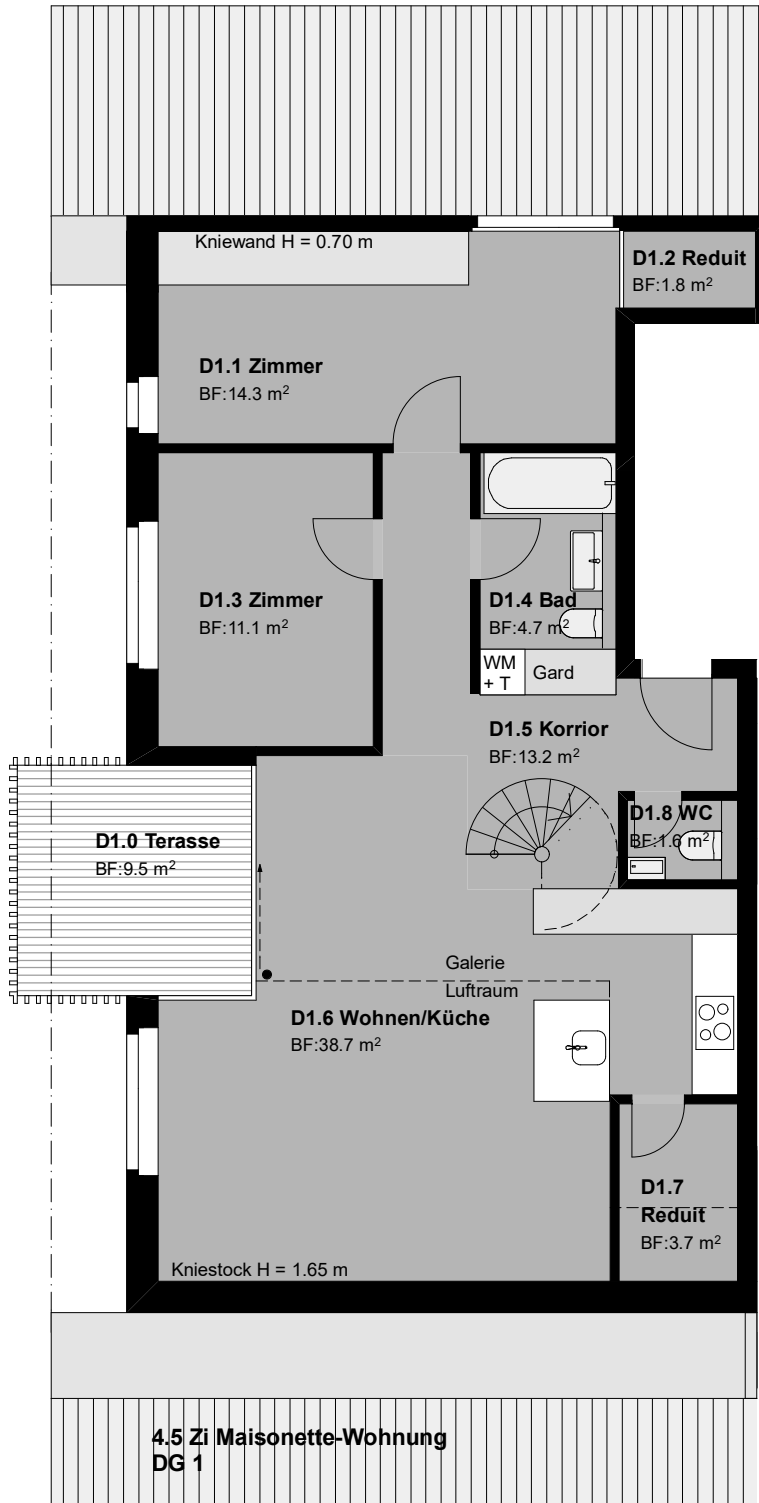 Kniewand H = 0.70 m
D1.2 Reduit
BF:1.8 m²
D1.1 Zimmer
BF:14.3 m²
D1.3 Zimmer
BF:11.1 m²
D1.4 Bad
BF:4.7 m²
WM
+ T
Gard
D1.5 Korrior
BF:13.2 m²
D1.8 WC
BF:1.6 m²
D1.0 Terasse
BF:9.5 m²
Galerie
Luftraum
D1.6 Wohnen/Küche
BF:38.7 m²
D1.7
Reduit
BF:3.7 m²
Kniestock H = 1.65 m
4.5 Zi Maisonette-Wohnung
DG 1